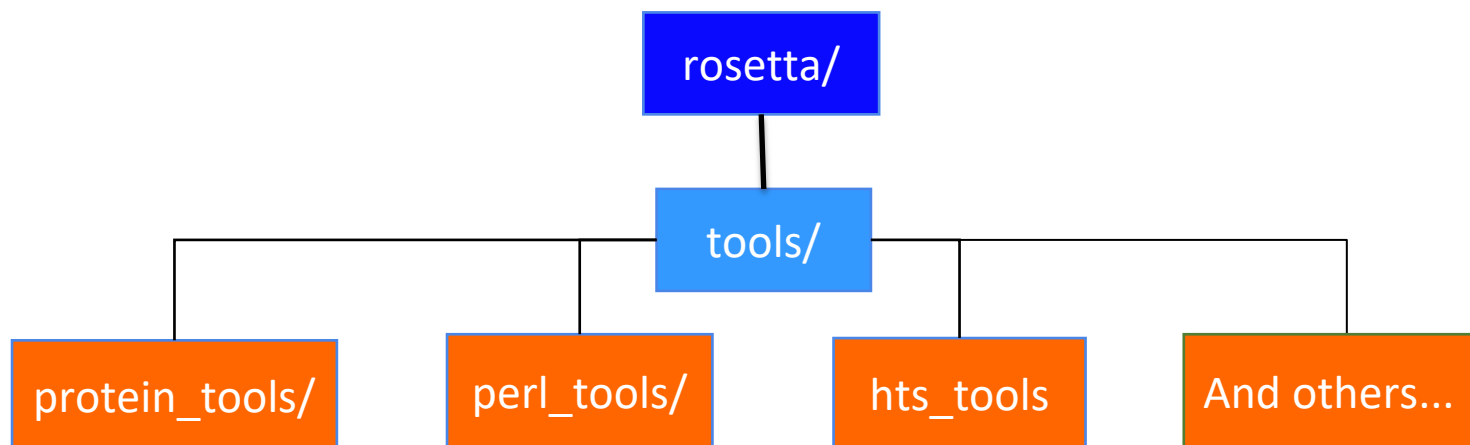 rosetta/
tools/
protein_tools/
perl_tools/
hts_tools
And others...